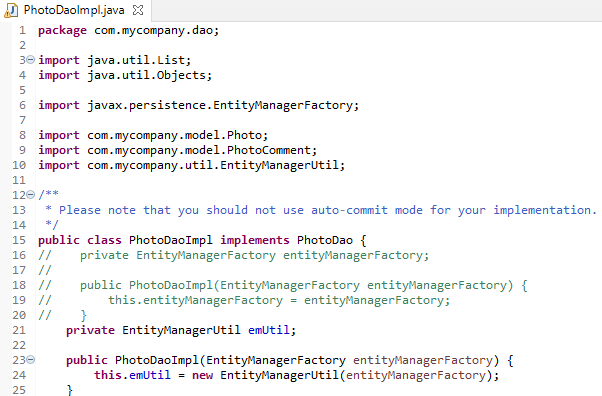 PhotoDaoImpl.java
1 package com.mycompany.dao;
2
3 import java.util.List;
4 import java.util.Objects;
5
6 import javax.persistence.EntityManagerFactory;
7
8 import com.mycompany.model.Photo;
9 import com.mycompany.model.PhotoComment;
10 import com.mycompany.util.EntityManagerUtil;
11
12 /**
13  * Please note that you should not use auto-commit mode for your implementation.
14  */
15 public class PhotoDaoImpl implements PhotoDao {
16 //    private EntityManagerFactory entityManagerFactory;
17 //
18 //    public PhotoDaoImpl(EntityManagerFactory entityManagerFactory) {
19 //        this.entityManagerFactory = entityManagerFactory;
20 //    }
21     private EntityManagerUtil emUtil;
22
23     public PhotoDaoImpl(EntityManagerFactory entityManagerFactory) {
24         this.emUtil = new EntityManagerUtil(entityManagerFactory);
25     }